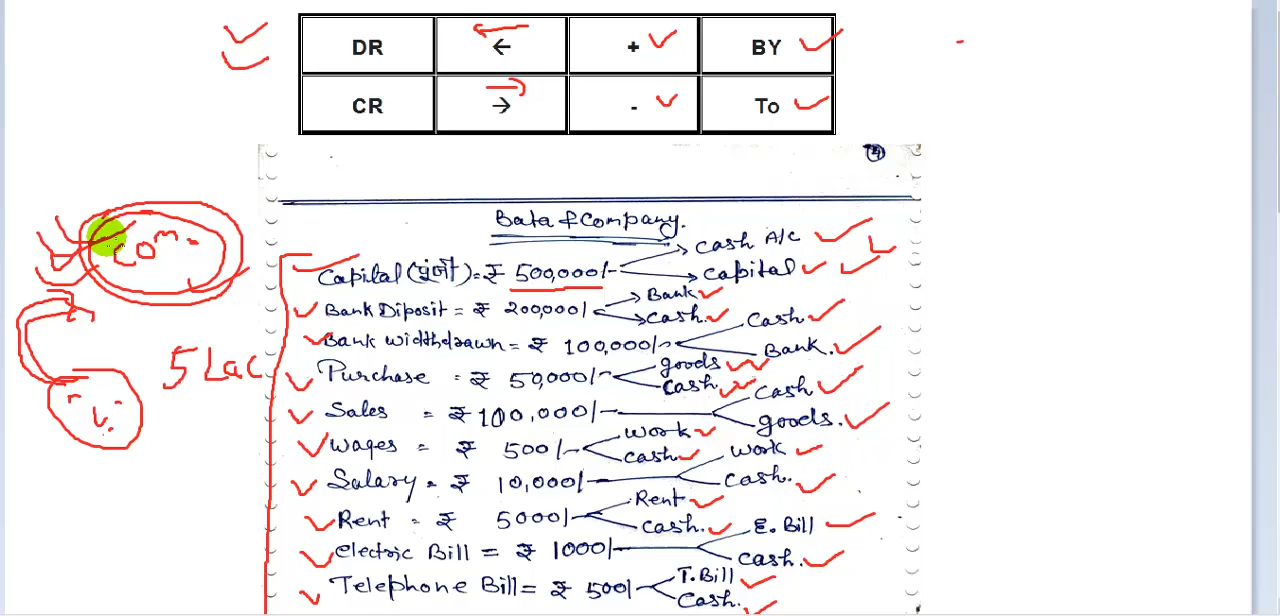 DR ← + BY
CR → - To
4
Bata & Company.
Capital (पूंजी) = ₹ 500,000/- → Cash A/c
→ Capital
Bank Diposit = ₹ 200,000/- → Bank
→ Cash.
Bank widthdrawn = ₹ 100,000/- Cash
Bank.
Purchase = ₹ 50,000/- goods
cash
Sales = ₹ 100,000/- Cash
goods.
Wages = ₹ 500/- Work
cash
Salary = ₹ 10,000/- Work
Cash.
Rent = ₹ 5000/- Rent
cash.
electric Bill = ₹ 1000/- E. Bill
Cash.
Telephone Bill = ₹ 500/- T. Bill
Cash.
com.
5 Lac